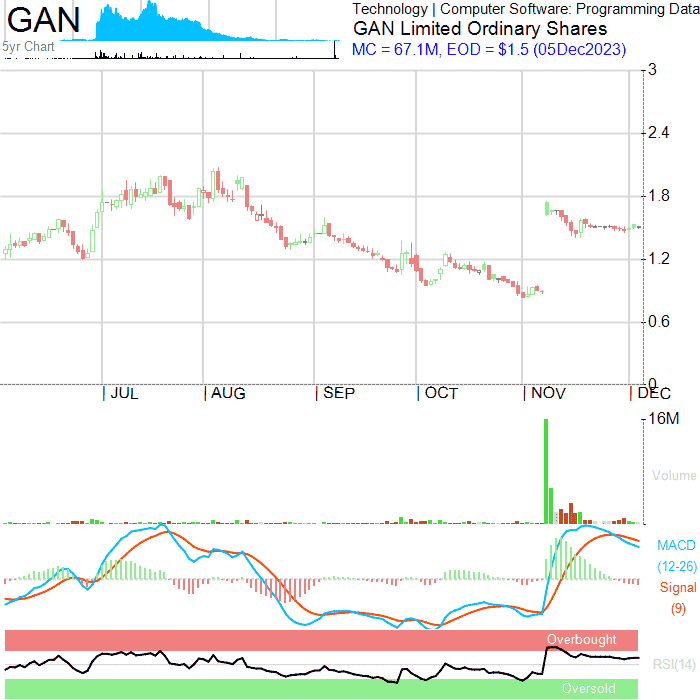 GAN
5yr Chart
Technology | Computer Software: Programming Data
GAN Limited Ordinary Shares
MC = 67.1M, EOD = $1.5 (05Dec2023)
3
2.4
1.8
1.2
0.6
0
| JUL | AUG | SEP | OCT | NOV | DEC
16M
Volume
MACD
(12-26)
Signal
(9)
Overbought
RSI(14)
Oversold